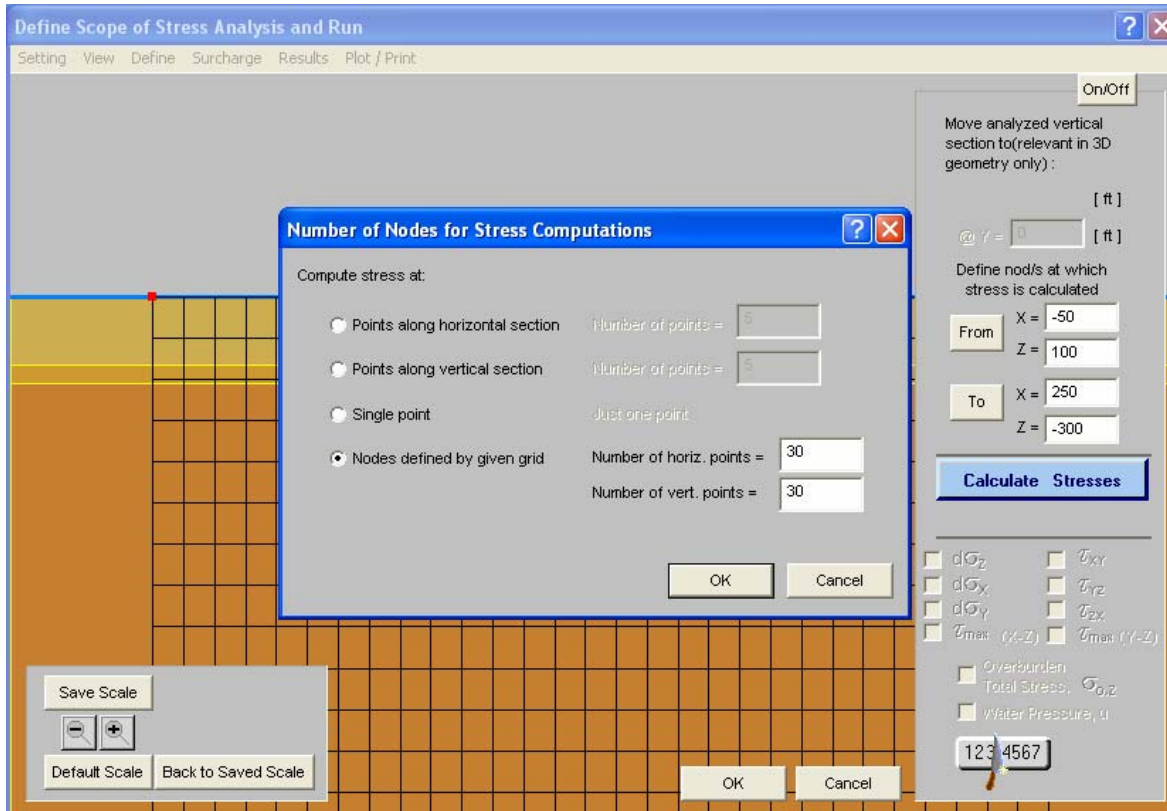 Define Scope of Stress Analysis and Run
Setting View Define Surcharge Results Plot / Print
On/Off
Move analyzed vertical
section to(relevant in 3D
geometry only) :
[ ft ]
@ Y = 0 [ ft ]
Define nod/s at which
stress is calculated
From
X = -50
Z = 100
To
X = 250
Z = -300
Calculate Stresses
dσZ τXY
dσX τYZ
dσY τZX
τmax (X-Z) τmax (Y-Z)
Overburden
Total Stress, σ0,Z
Water Pressure, u
123 4567
Number of Nodes for Stress Computations
Compute stress at:
Points along horizontal section Number of points = 5
Points along vertical section Number of points = 5
Single point Just one point
Nodes defined by given grid Number of horiz. points = 30
Number of vert. points = 30
OK Cancel
Save Scale
Default Scale Back to Saved Scale
OK Cancel